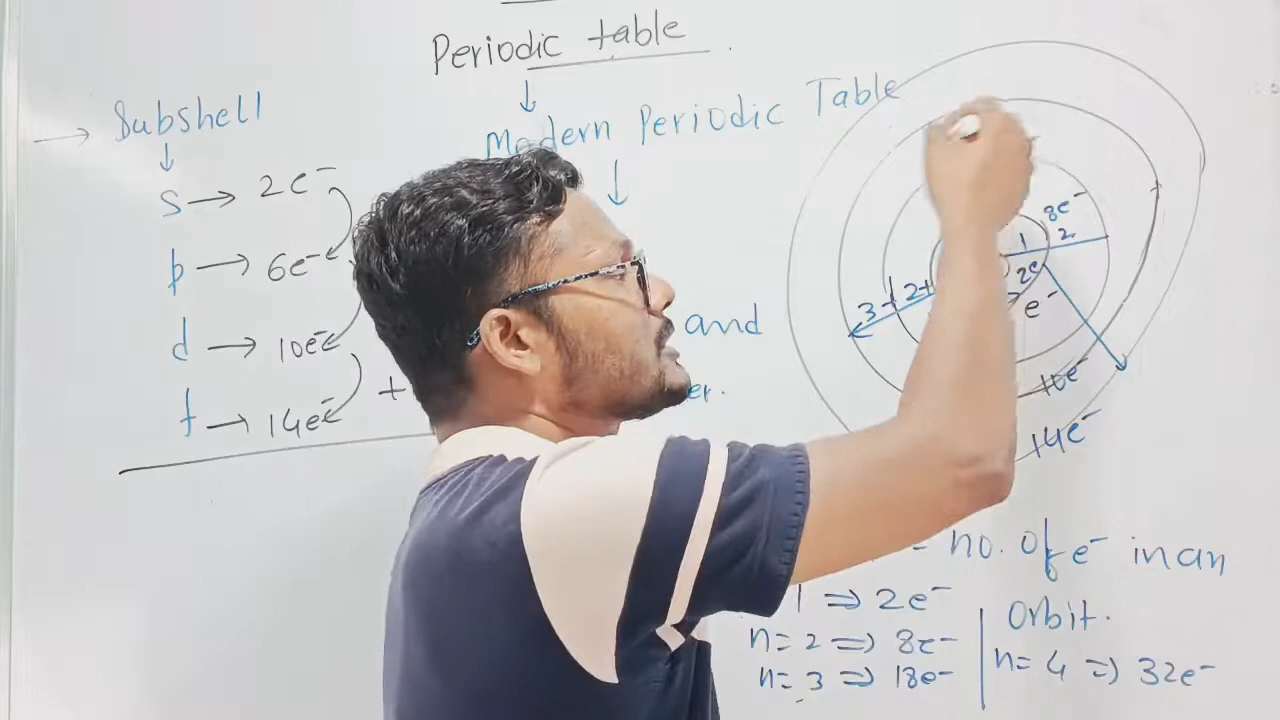 Periodic table
Modern Periodic Table
Subshell
s → 2e⁻
p → 6e⁻
d → 10e⁻
f → 14e⁻
+
and
er.
8e⁻
1
2
2e
e⁻
3 + 2 +
10e⁻
+14e⁻
= no. of e⁻ in an
Orbit.
1 ⇒ 2e⁻
n = 2 ⇒ 8e⁻
n = 3 ⇒ 18e⁻
n = 4 ⇒ 32e⁻